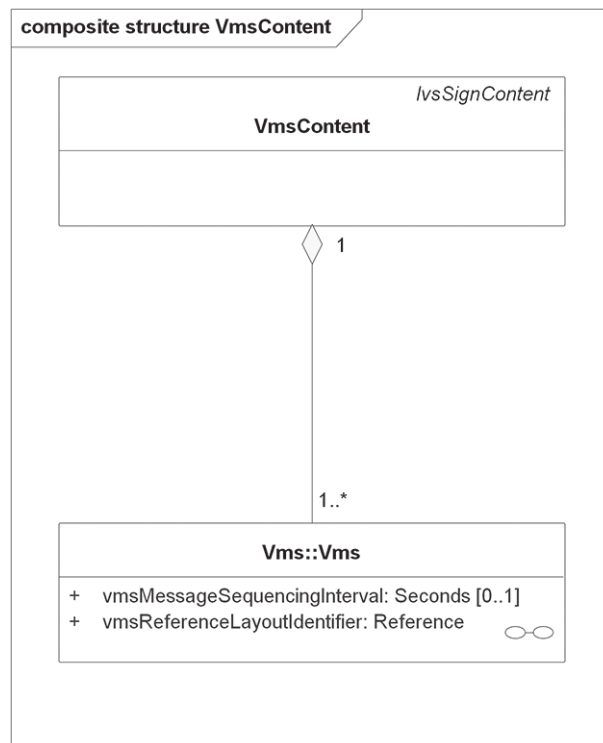 composite structure VmsContent
IvsSignContent
VmsContent
1
1..*
Vms::Vms
+ vmsMessageSequencingInterval: Seconds [0..1]
+ vmsReferenceLayoutIdentifier: Reference